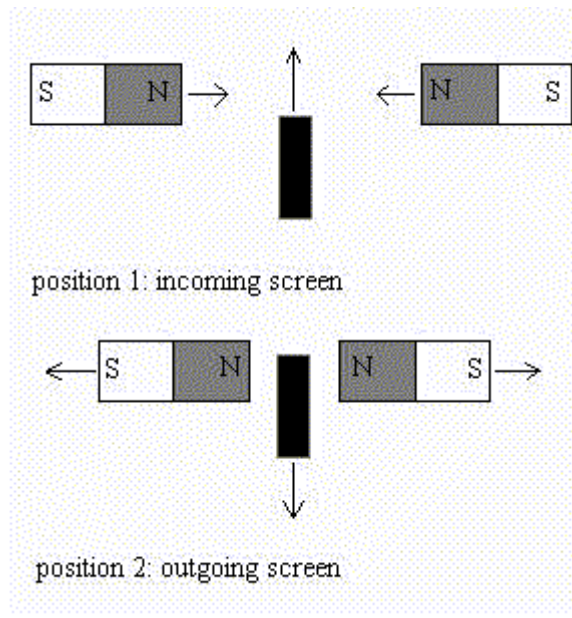 S N N S
position 1: incoming screen
S N N S
position 2: outgoing screen